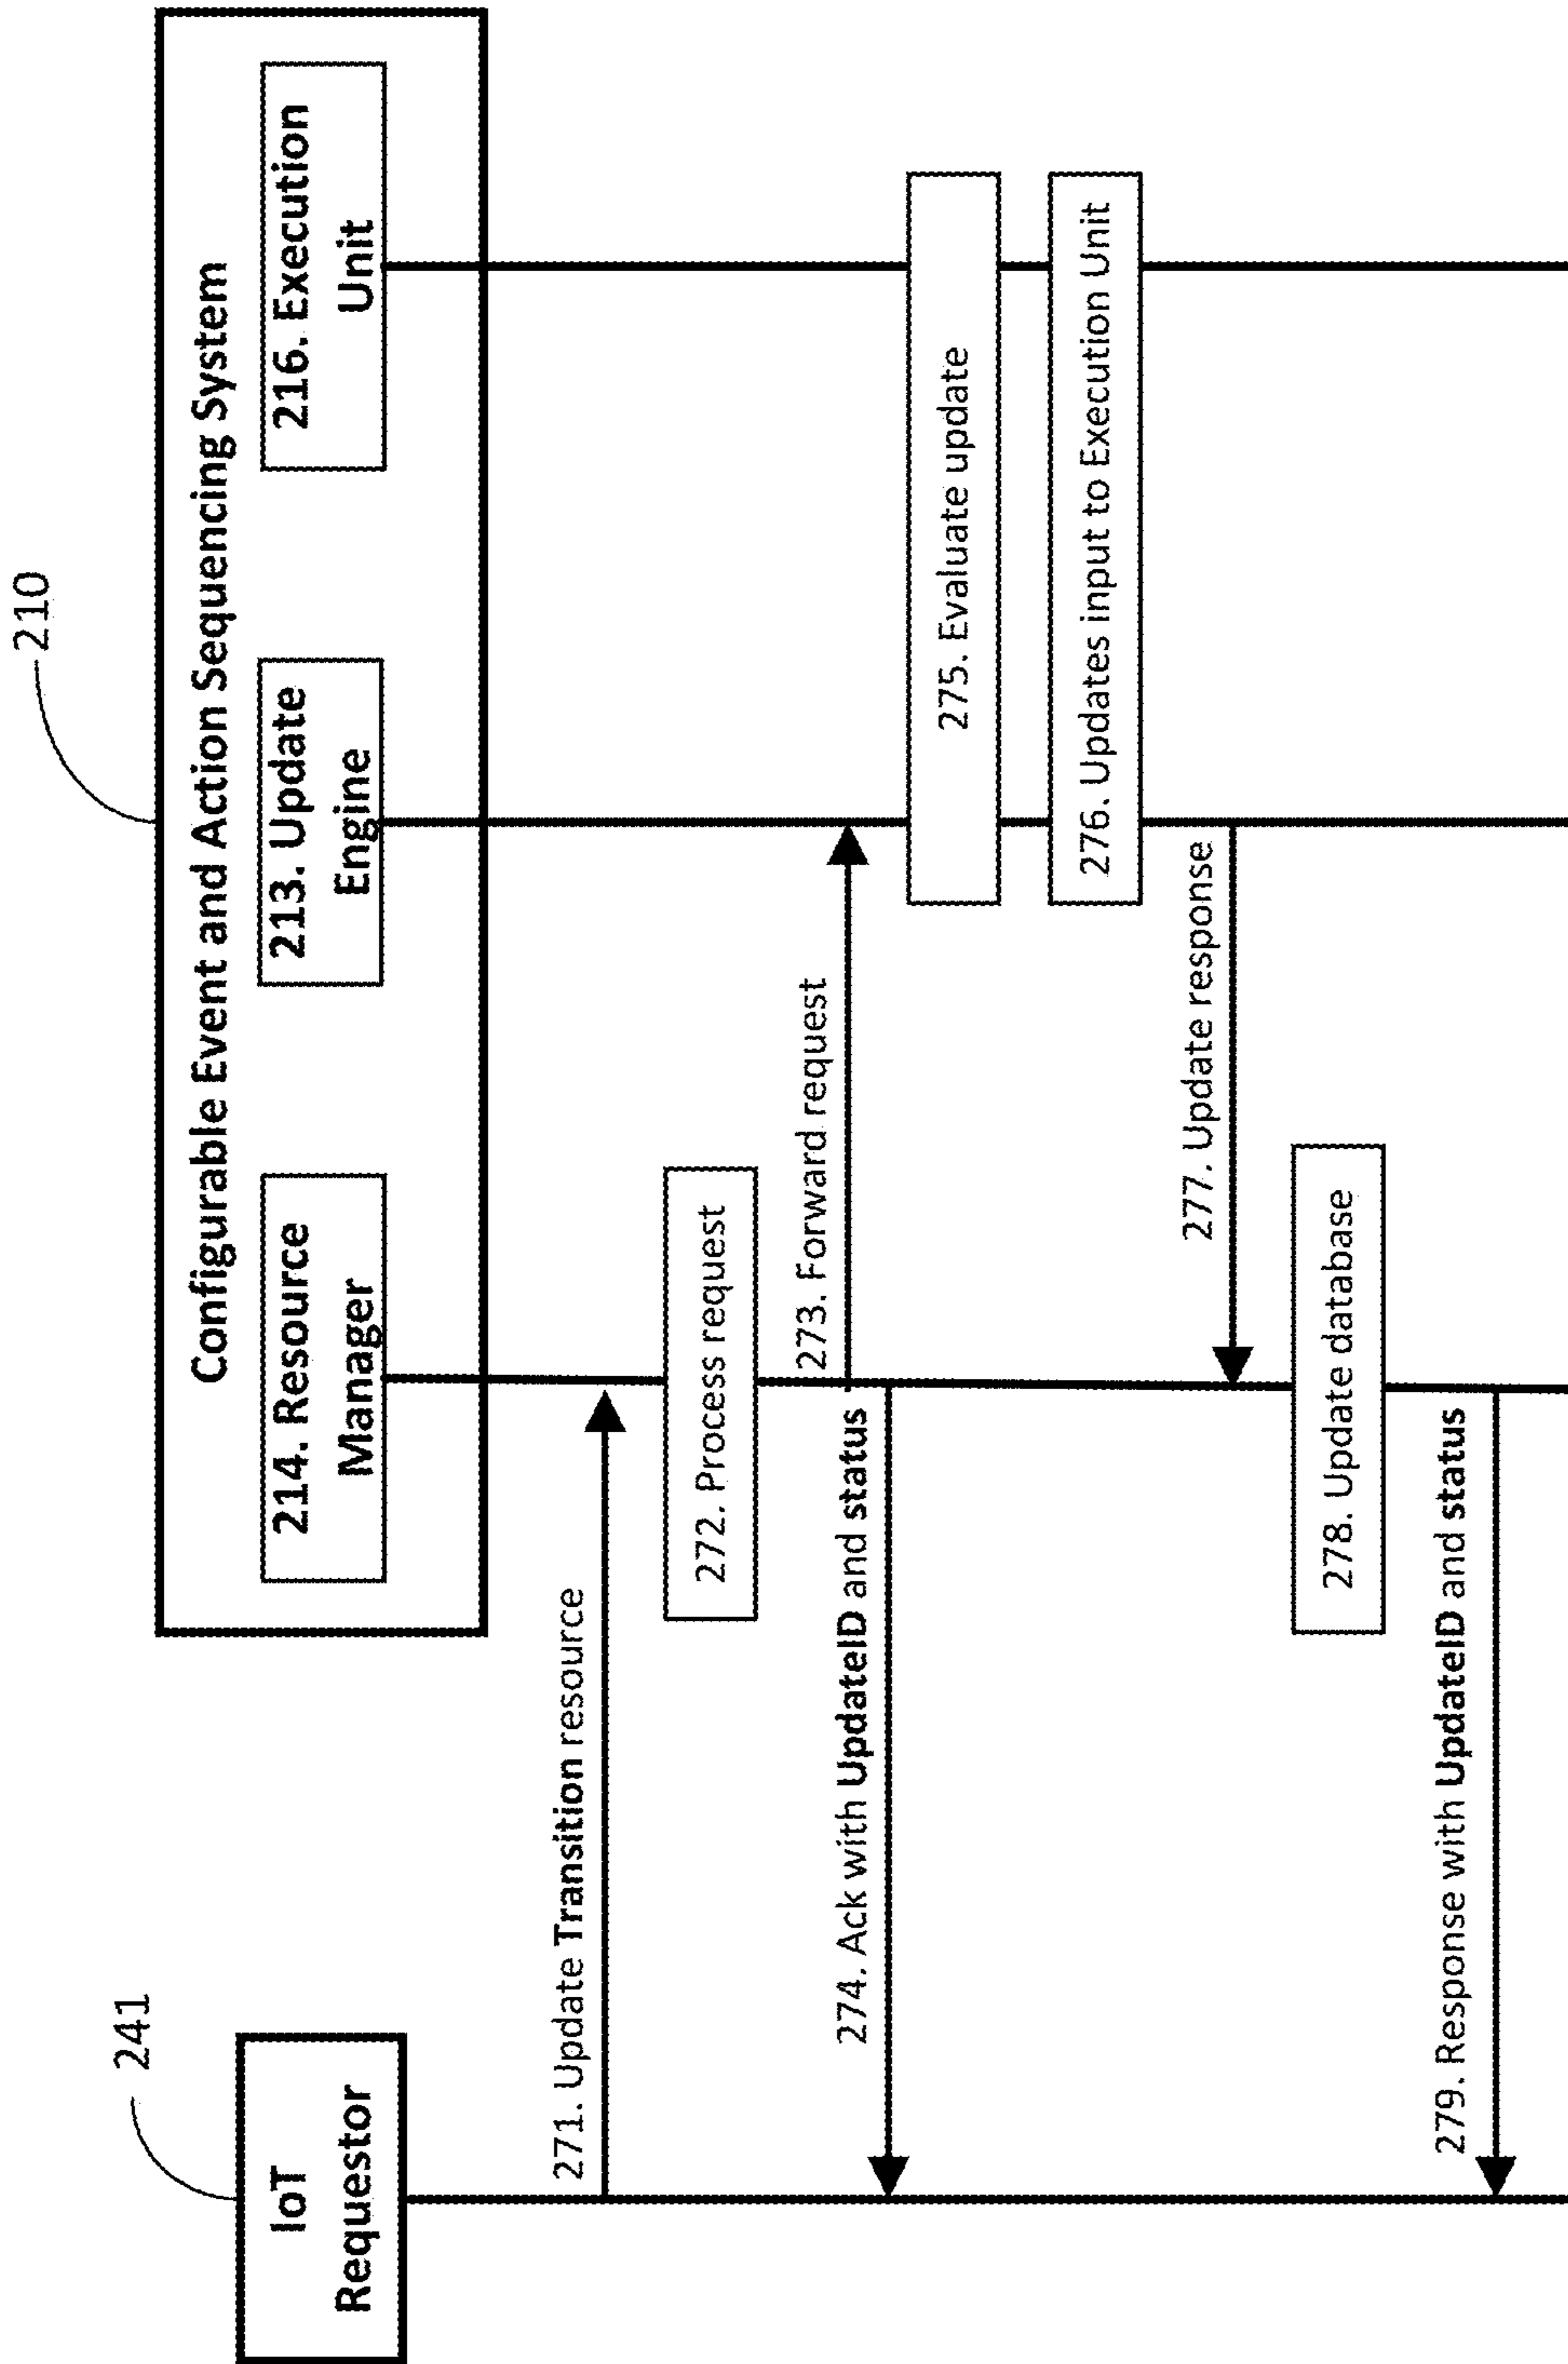 210
241
Configurable Event and Action Sequencing System
IoT
Requestor
214. Resource
Manager
213. Update
Engine
216. Execution
Unit
271. Update Transition resource
272. Process request
273. Forward request
274. Ack with UpdateID and status
275. Evaluate update
276. Updates input to Execution Unit
277. Update response
278. Update database
279. Response with UpdateID and status